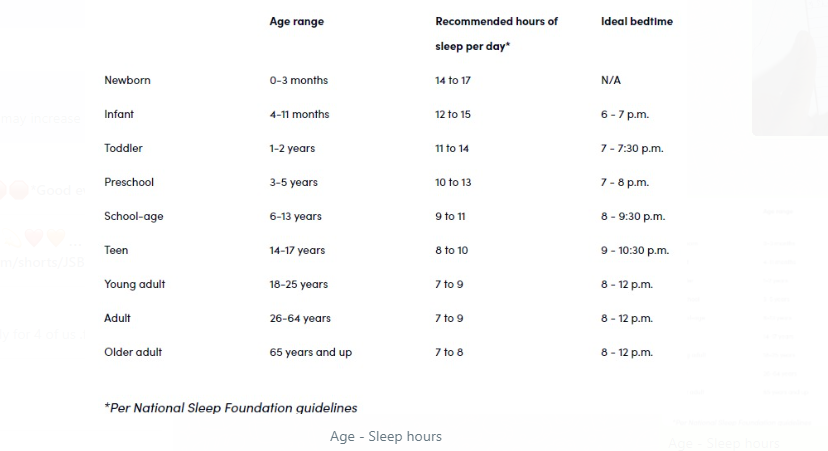 Age range Recommended hours of Ideal bedtime
sleep per day*
Newborn 0-3 months 14 to 17 N/A
Infant 4-11 months 12 to 15 6 - 7 p.m.
Toddler 1-2 years 11 to 14 7 - 7:30 p.m.
Preschool 3-5 years 10 to 13 7 - 8 p.m.
School-age 6-13 years 9 to 11 8 - 9:30 p.m.
Teen 14-17 years 8 to 10 9 - 10:30 p.m.
Young adult 18-25 years 7 to 9 8 - 12 p.m.
Adult 26-64 years 7 to 9 8 - 12 p.m.
Older adult 65 years and up 7 to 8 8 - 12 p.m.
*Per National Sleep Foundation guidelines
Age - Sleep hours
Age - Sleep hours